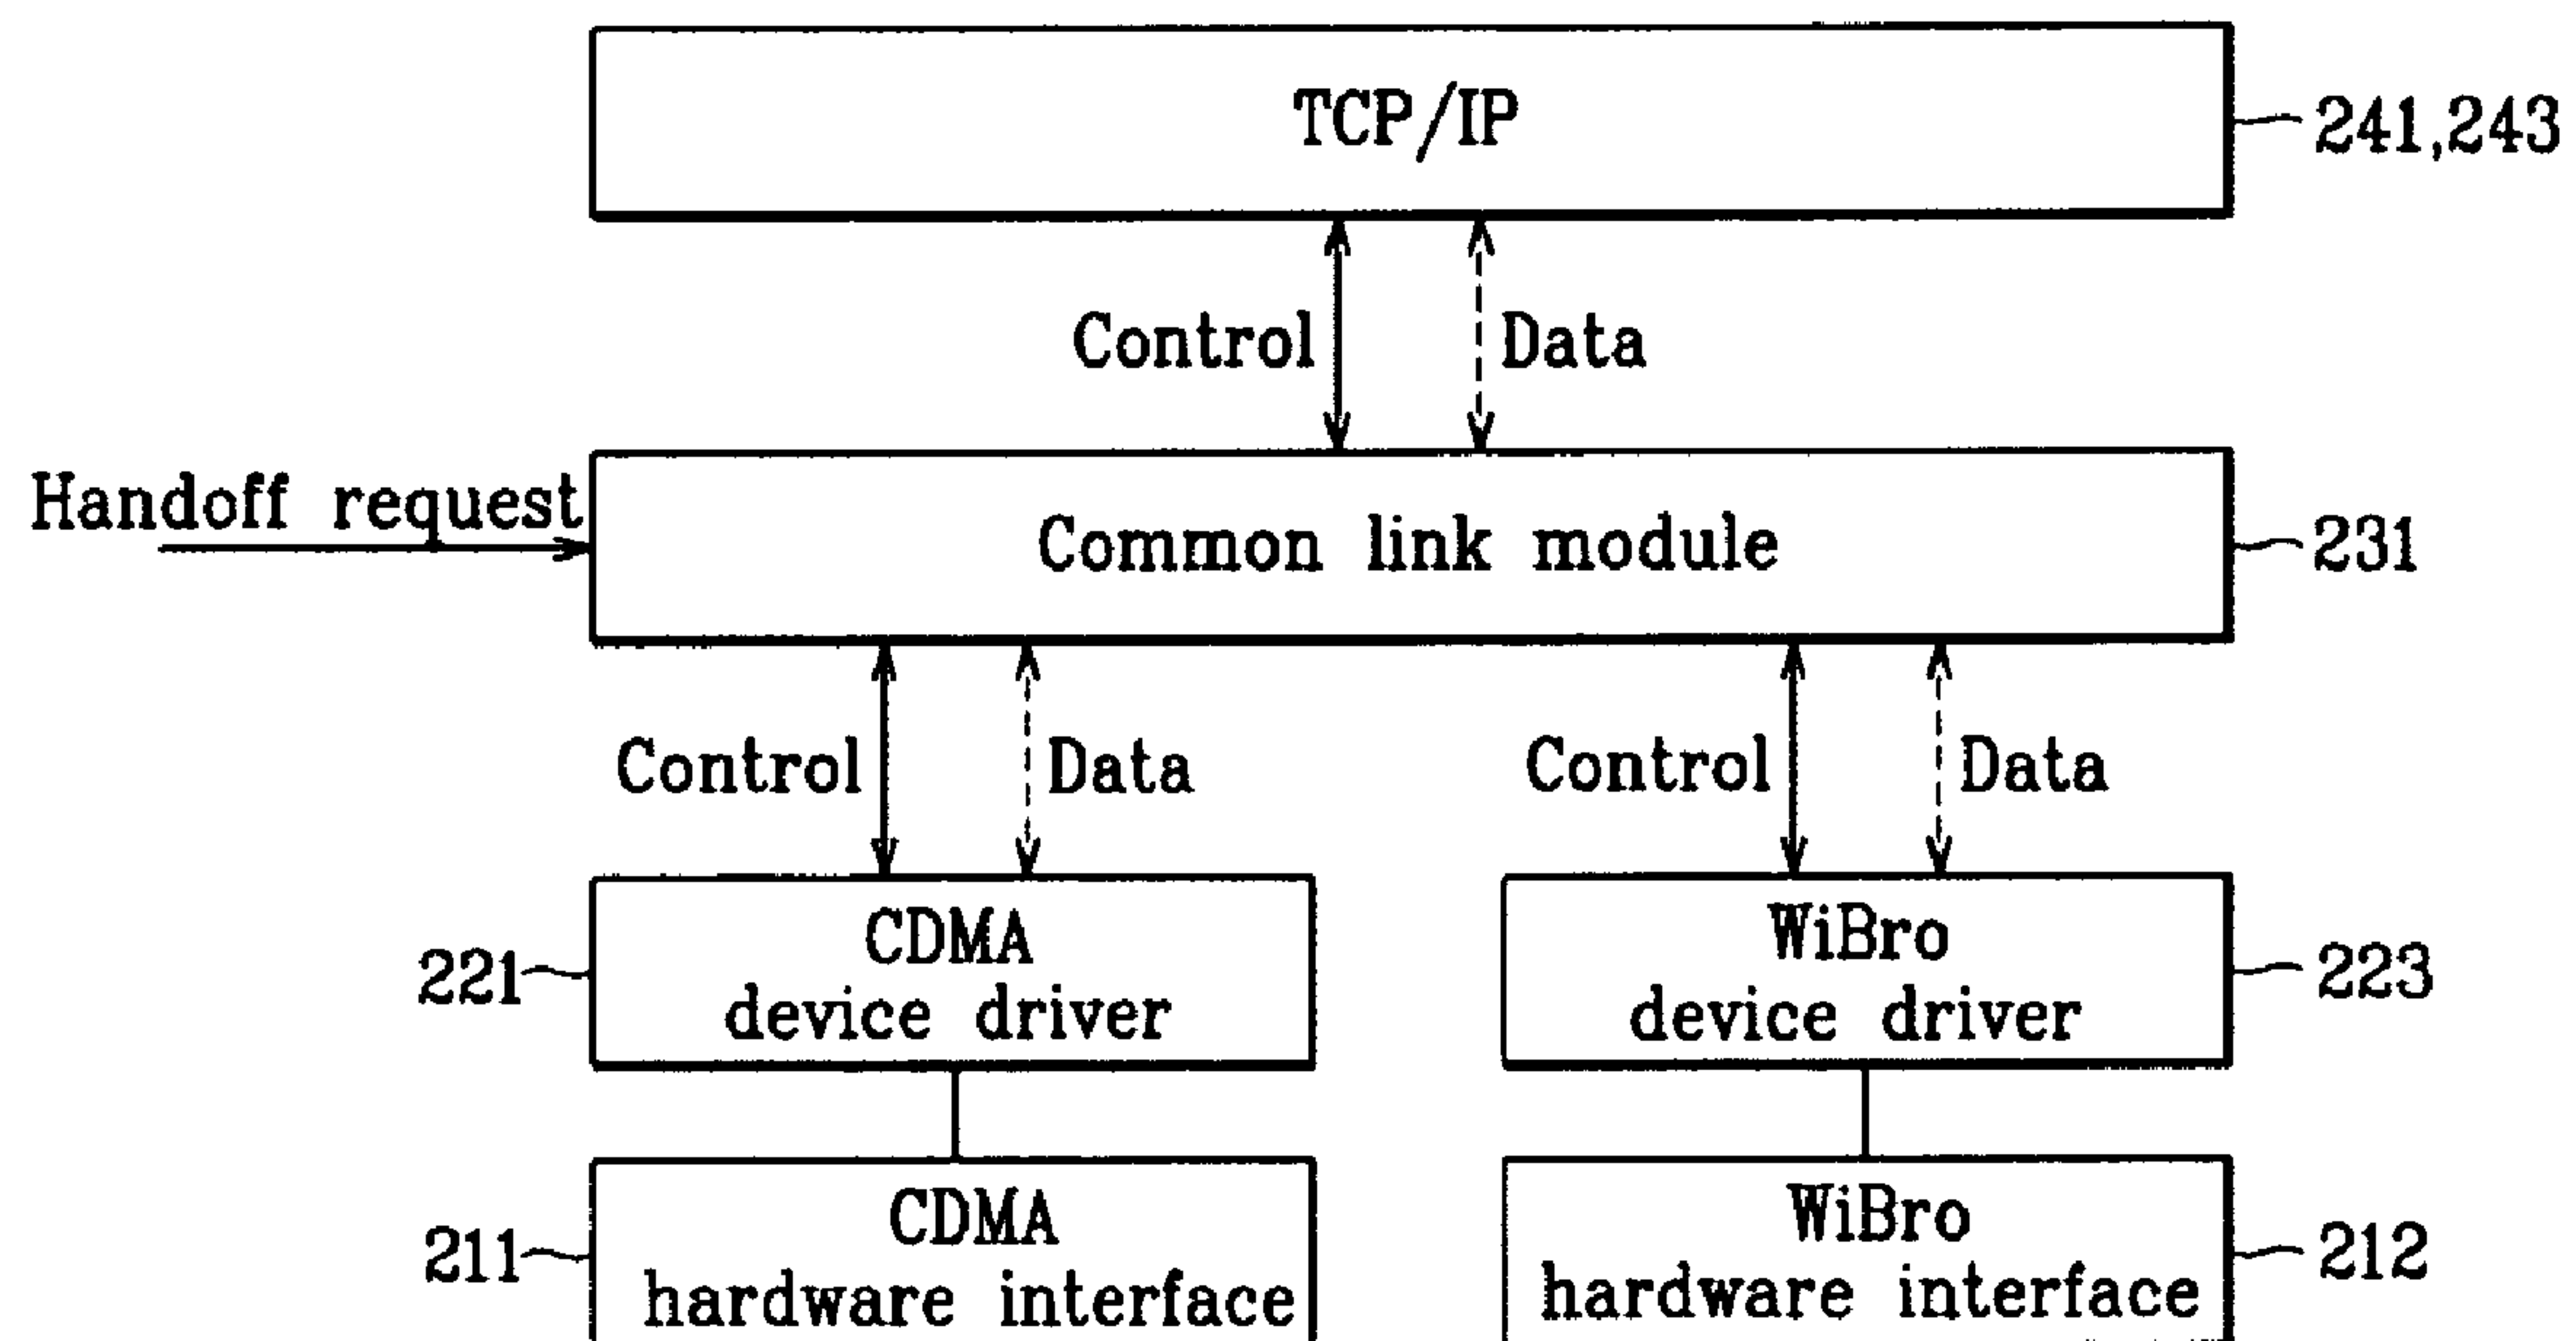 TCP/IP
241,243
Control
Data
Handoff request
Common link module
231
Control
Data
Control
Data
CDMA
device driver
221
WiBro
device driver
223
CDMA
hardware interface
211
WiBro
hardware interface
212